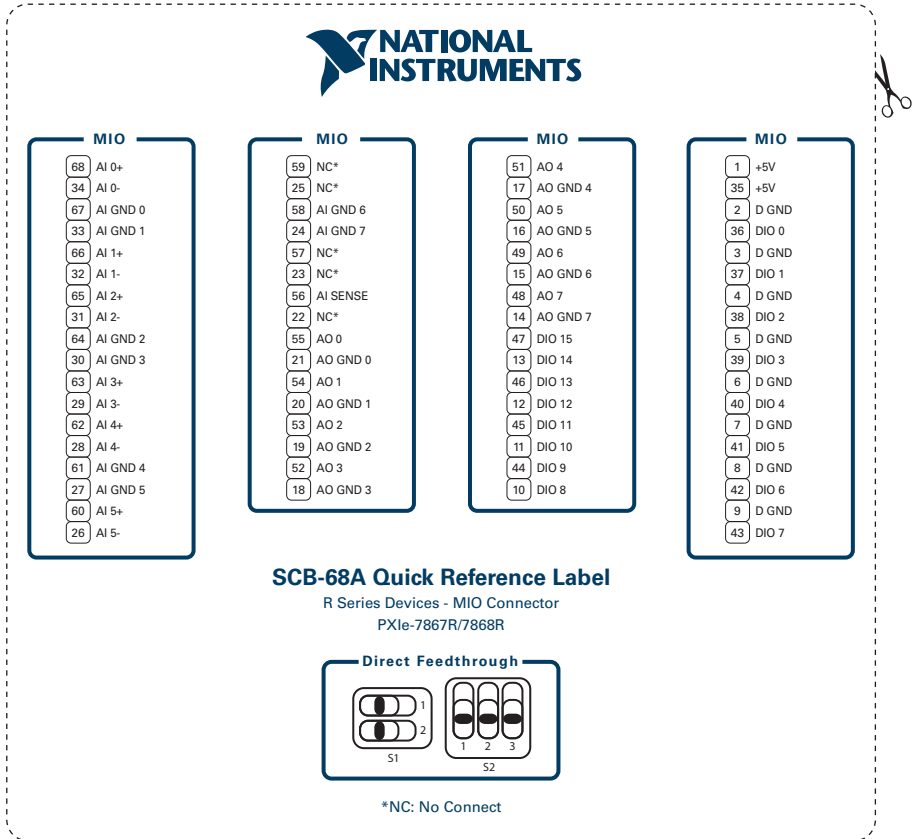 NATIONAL
INSTRUMENTS
MIO
68 AI 0+
34 AI 0-
67 AI GND 0
33 AI GND 1
66 AI 1+
32 AI 1-
65 AI 2+
31 AI 2-
64 AI GND 2
30 AI GND 3
63 AI 3+
29 AI 3-
62 AI 4+
28 AI 4-
61 AI GND 4
27 AI GND 5
60 AI 5+
26 AI 5-
MIO
59 NC*
25 NC*
58 AI GND 6
24 AI GND 7
57 NC*
23 NC*
56 AI SENSE
22 NC*
55 AO 0
21 AO GND 0
54 AO 1
20 AO GND 1
53 AO 2
19 AO GND 2
52 AO 3
18 AO GND 3
MIO
51 AO 4
17 AO GND 4
50 AO 5
16 AO GND 5
49 AO 6
15 AO GND 6
48 AO 7
14 AO GND 7
47 DIO 15
13 DIO 14
46 DIO 13
12 DIO 12
45 DIO 11
11 DIO 10
44 DIO 9
10 DIO 8
MIO
1 +5V
35 +5V
2 D GND
36 DIO 0
3 D GND
37 DIO 1
4 D GND
38 DIO 2
5 D GND
39 DIO 3
6 D GND
40 DIO 4
7 D GND
41 DIO 5
8 D GND
42 DIO 6
9 D GND
43 DIO 7
SCB-68A Quick Reference Label
R Series Devices - MIO Connector
PXIe-7867R/7868R
Direct Feedthrough
1
2
S1
1 2 3
S2
*NC: No Connect